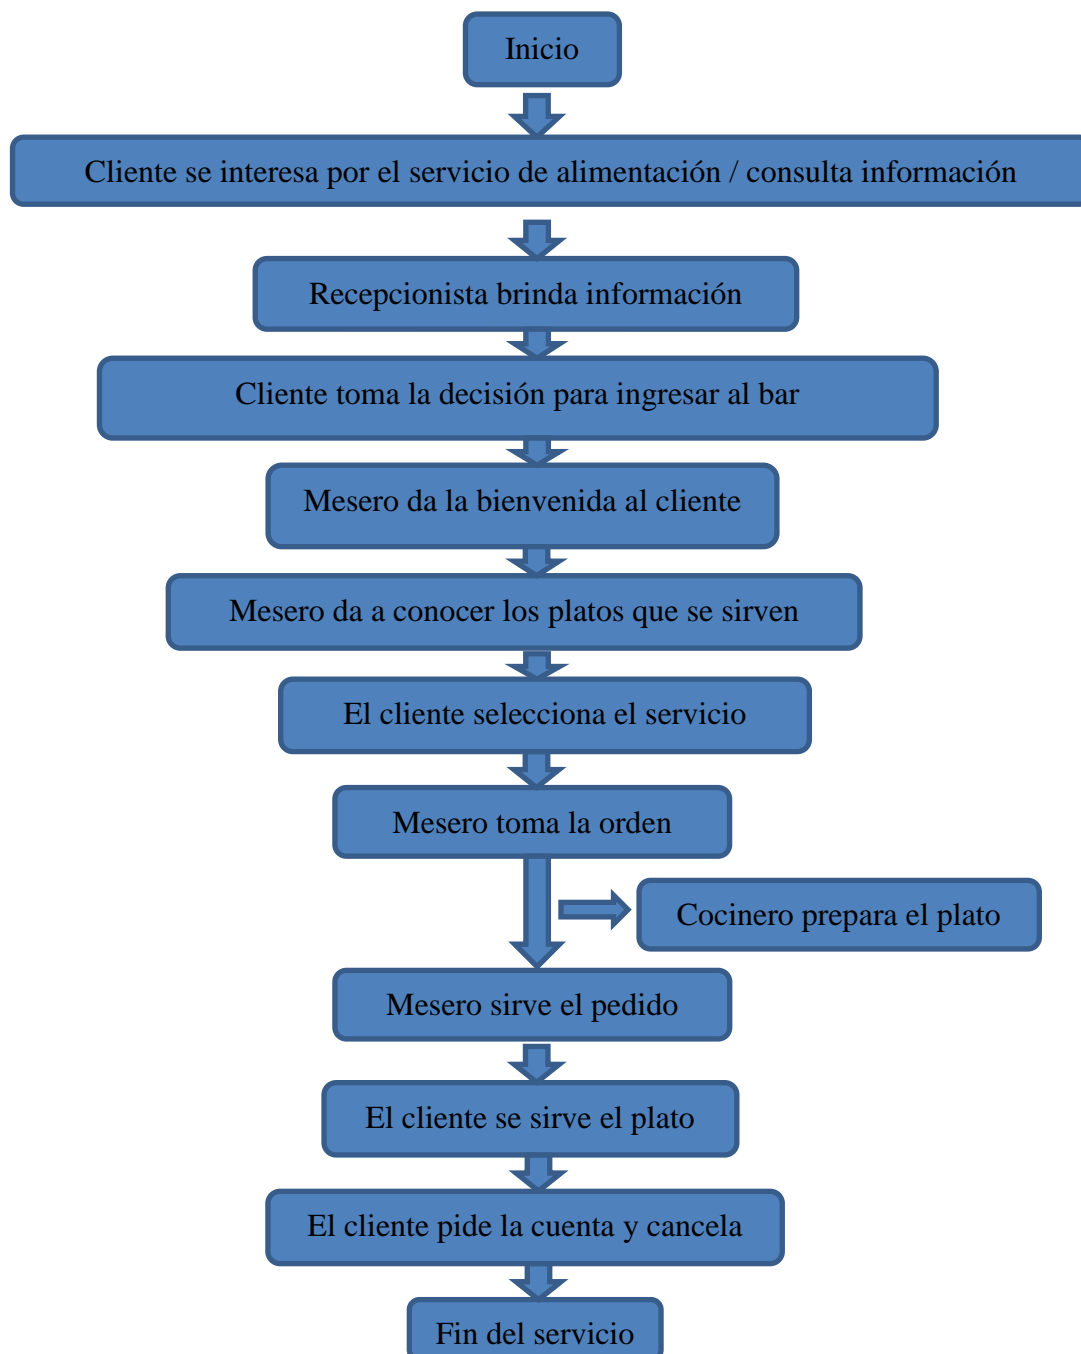 Inicio
Cliente se interesa por el servicio de alimentación / consulta información
Recepcionista brinda información
Cliente toma la decisión para ingresar al bar
Mesero da la bienvenida al cliente
Mesero da a conocer los platos que se sirven
El cliente selecciona el servicio
Mesero toma la orden
Cocinero prepara el plato
Mesero sirve el pedido
El cliente se sirve el plato
El cliente pide la cuenta y cancela
Fin del servicio